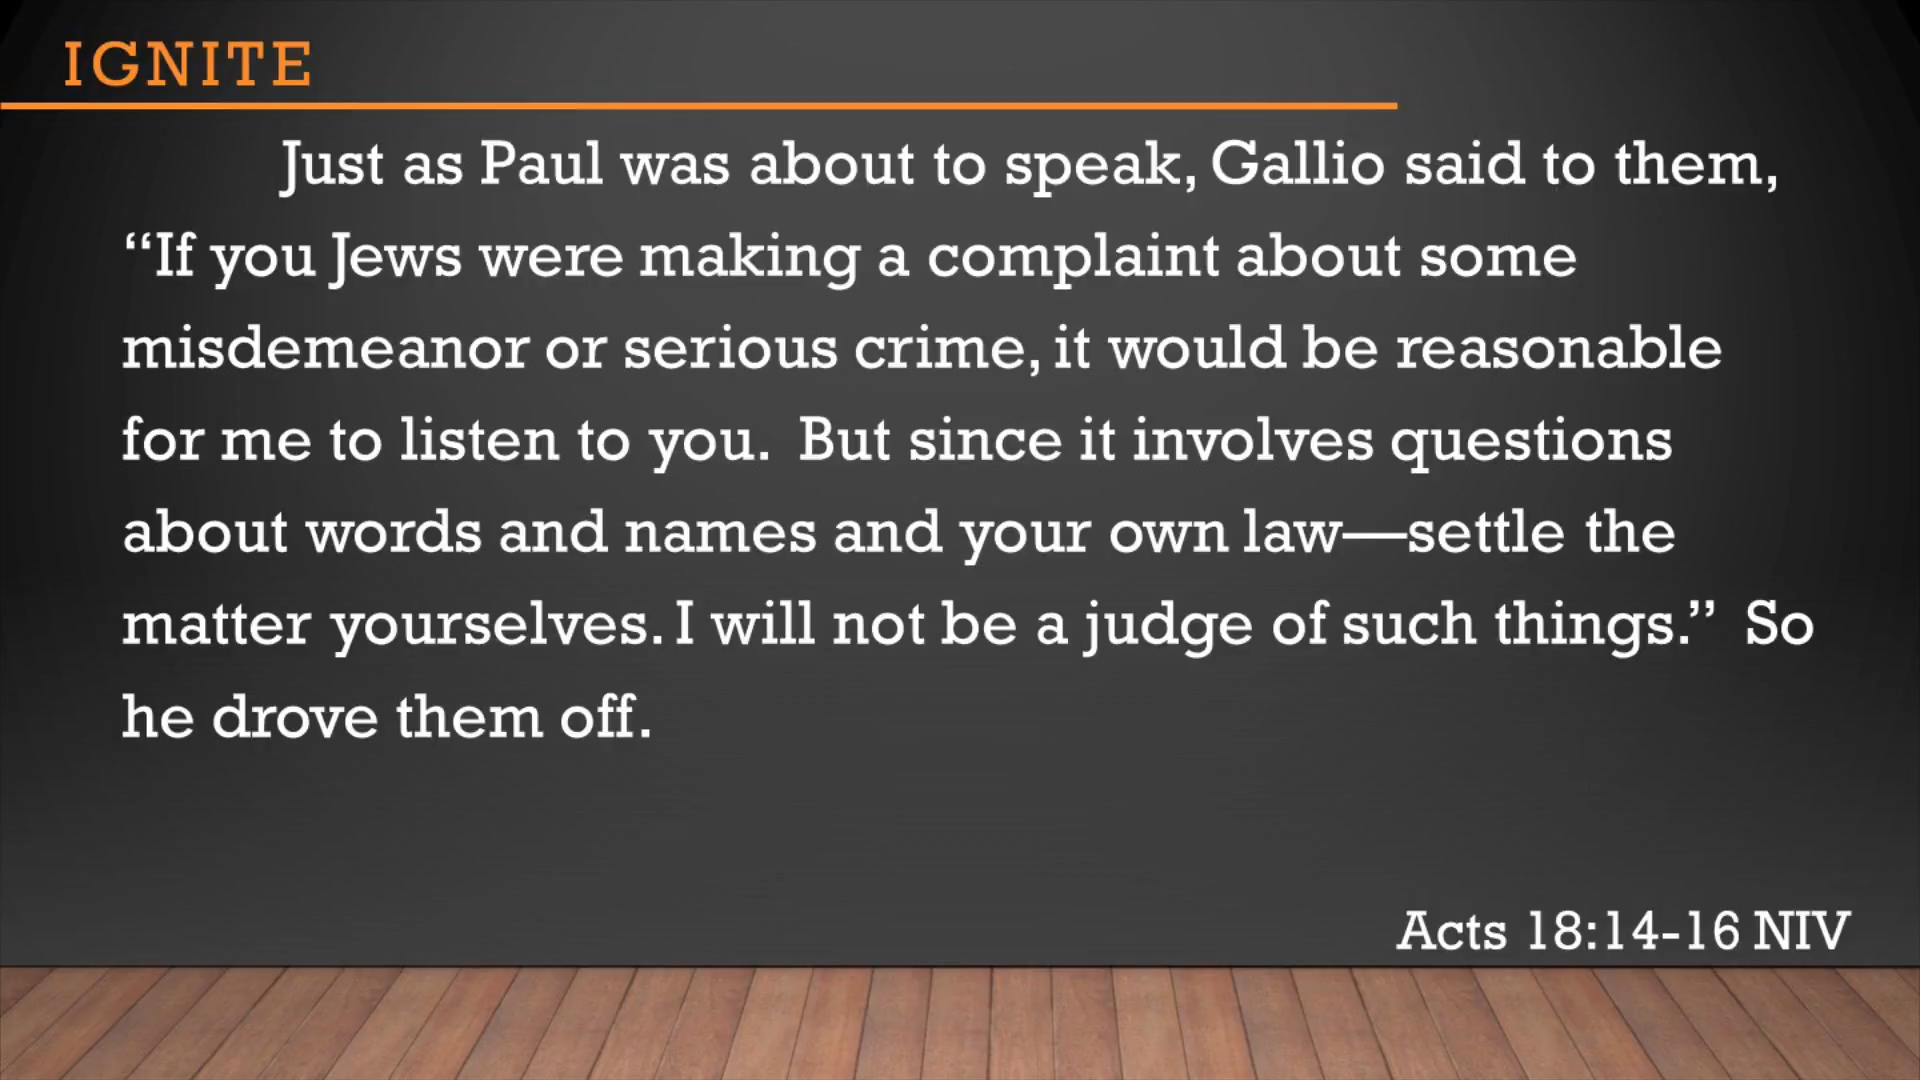 IGNITE
Just as Paul was about to speak, Gallio said to them,
“If you Jews were making a complaint about some
misdemeanor or serious crime, it would be reasonable
for me to listen to you.  But since it involves questions
about words and names and your own law—settle the
matter yourselves. I will not be a judge of such things.”  So
he drove them off.
Acts 18:14-16 NIV